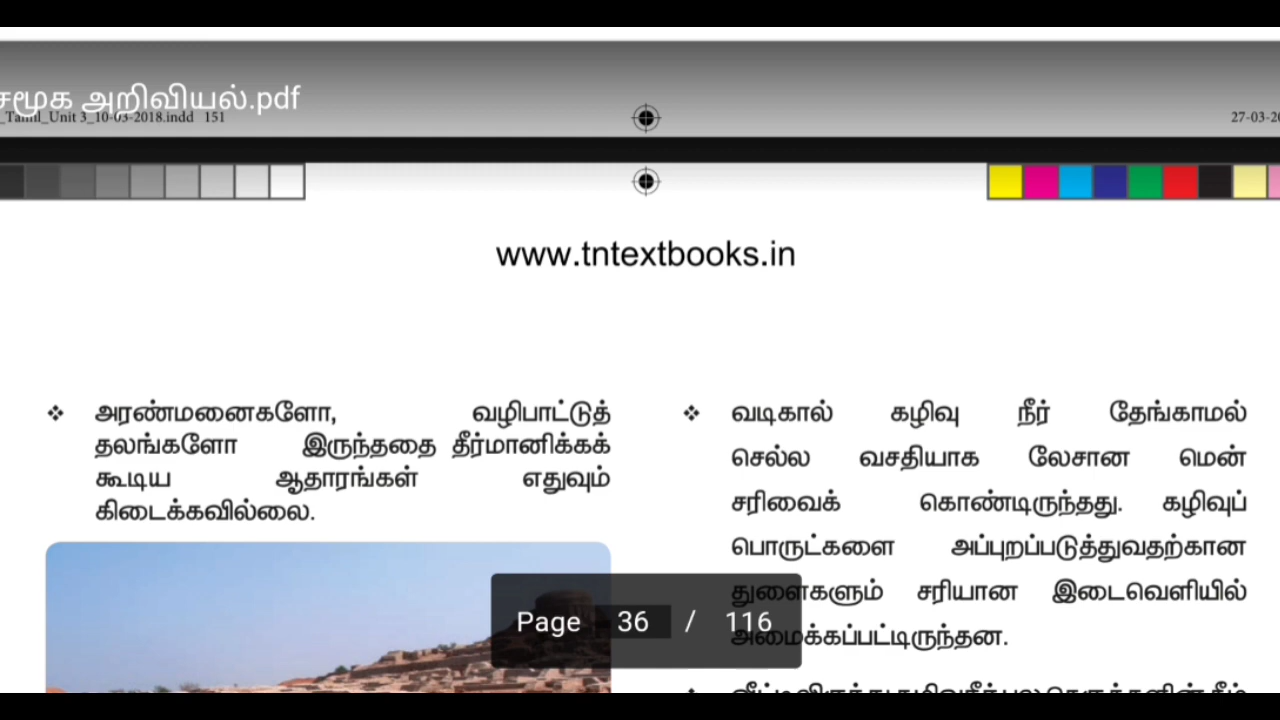 சமூக அறிவியல்.pdf
_Tamil_Unit 3_10-03-2018.indd 151
27-03-20
www.tntextbooks.in
❖ அரண்மனைகளோ, வழிபாட்டுத்
தலங்களோ இருந்ததை தீர்மானிக்கக்
கூடிய ஆதாரங்கள் எதுவும்
கிடைக்கவில்லை.
❖ வடிகால் கழிவு நீர் தேங்காமல்
செல்ல வசதியாக லேசான மென்
சரிவைக் கொண்டிருந்தது. கழிவுப்
பொருட்களை அப்புறப்படுத்துவதற்கான
துளைகளும் சரியான இடைவெளியில்
அமைக்கப்பட்டிருந்தன.
Page 36 / 116